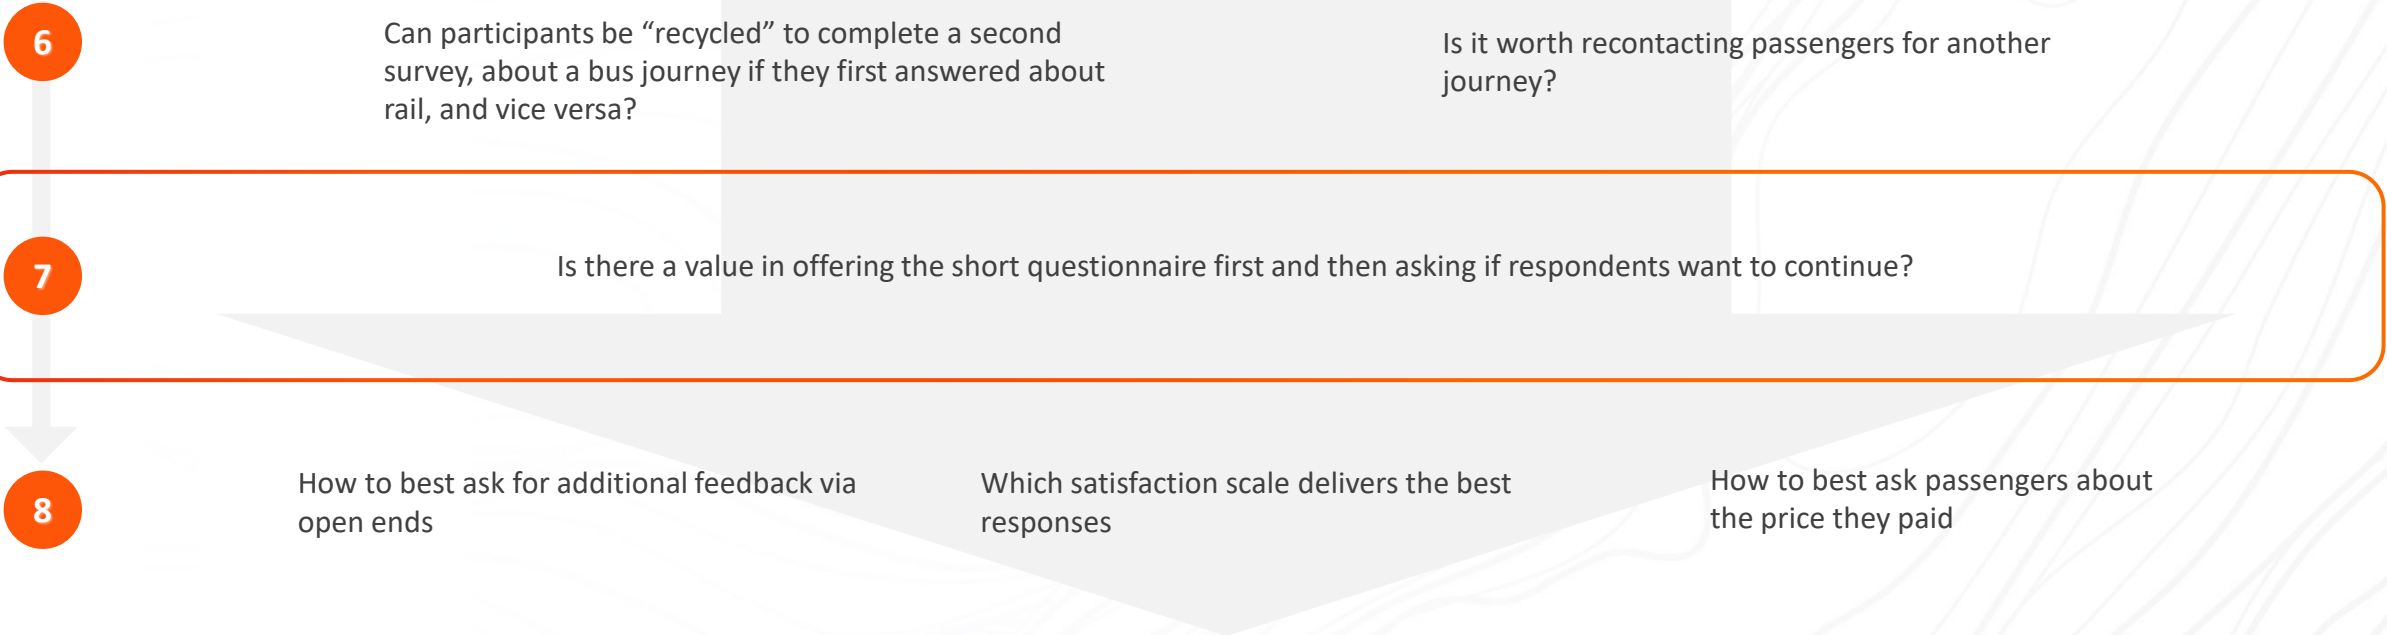 6
Can participants be “recycled” to complete a second
survey, about a bus journey if they first answered about
rail, and vice versa?
Is it worth recontacting passengers for another
journey?
7
Is there a value in offering the short questionnaire first and then asking if respondents want to continue?
8
How to best ask for additional feedback via
open ends
Which satisfaction scale delivers the best
responses
How to best ask passengers about
the price they paid